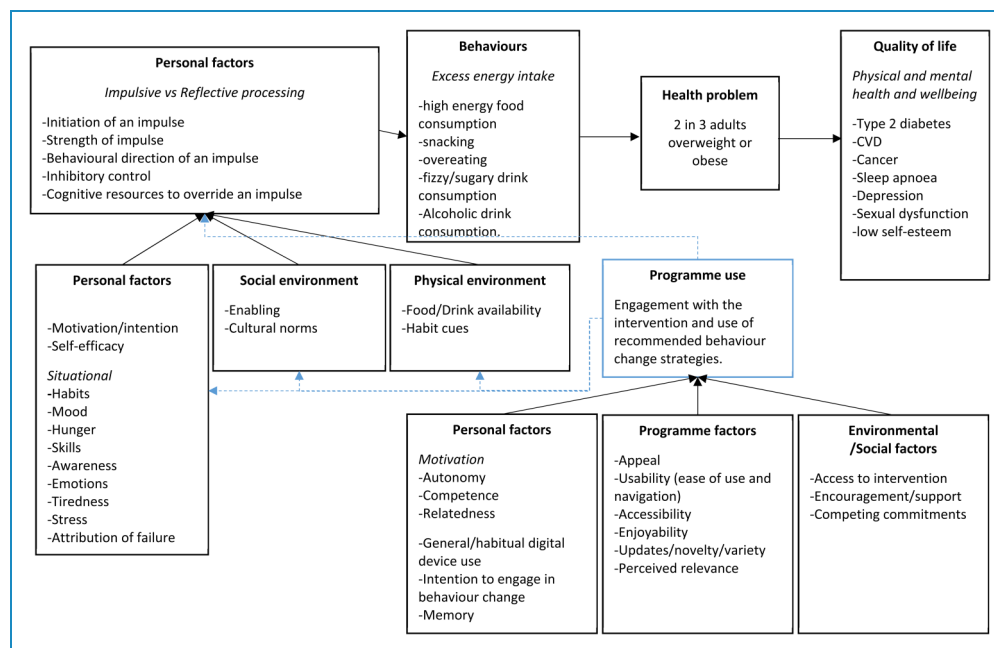 Personal factors
Impulsive vs Reflective processing
-Initiation of an impulse
-Strength of impulse
-Behavioural direction of an impulse
-Inhibitory control
-Cognitive resources to override an impulse
Behaviours
Excess energy intake
-high energy food
consumption
-snacking
-overeating
-fizzy/sugary drink
consumption
-Alcoholic drink
consumption.
Health problem
2 in 3 adults
overweight or
obese
Quality of life
Physical and mental
health and wellbeing
-Type 2 diabetes
-CVD
-Cancer
-Sleep apnoea
-Depression
-Sexual dysfunction
-low self-esteem
Personal factors
-Motivation/intention
-Self-efficacy
Situational
-Habits
-Mood
-Hunger
-Skills
-Awareness
-Emotions
-Tiredness
-Stress
-Attribution of failure
Social environment
-Enabling
-Cultural norms
Physical environment
-Food/Drink availability
-Habit cues
Programme use
Engagement with the
intervention and use of
recommended behaviour
change strategies.
Personal factors
Motivation
-Autonomy
-Competence
-Relatedness
-General/habitual digital
device use
-Intention to engage in
behaviour change
-Memory
Programme factors
-Appeal
-Usability (ease of use and
navigation)
-Accessibility
-Enjoyability
-Updates/novelty/variety
-Perceived relevance
Environmental
/Social factors
-Access to intervention
-Encouragement/support
-Competing commitments